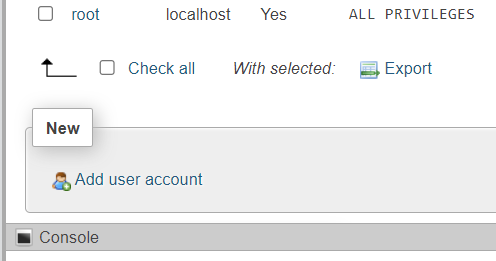 root localhost Yes ALL PRIVILEGES
Check all With selected: Export
New
Add user account
Console